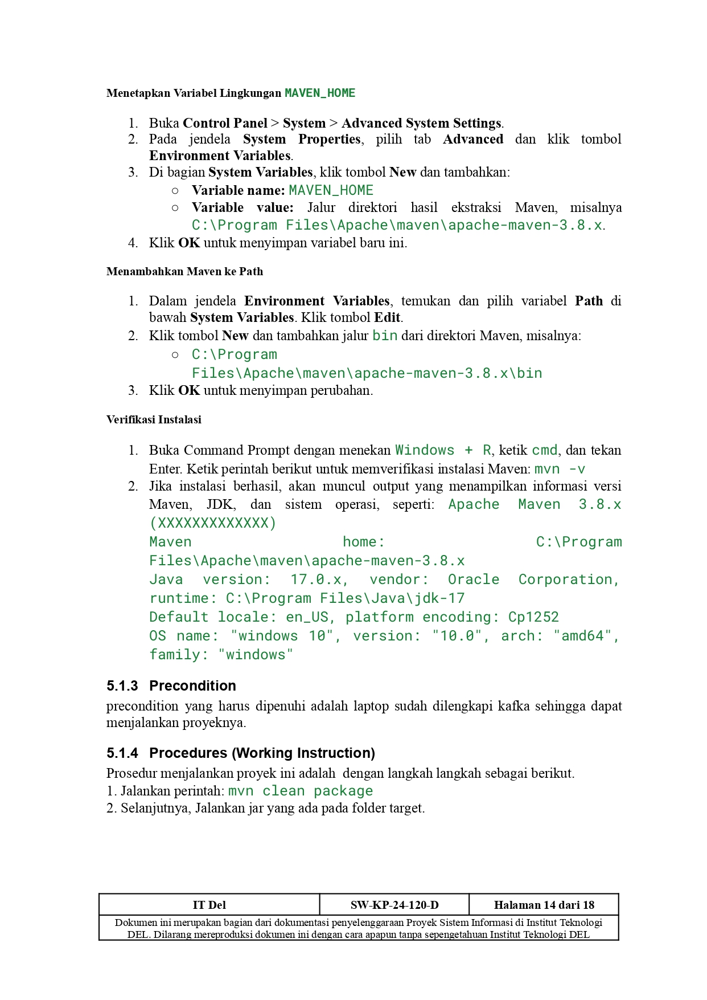 Menetapkan Variabel Lingkungan MAVEN_HOME
1. Buka Control Panel > System > Advanced System Settings.
2. Pada jendela System Properties, pilih tab Advanced dan klik tombol
Environment Variables.
3. Di bagian System Variables, klik tombol New dan tambahkan:
○ Variable name: MAVEN_HOME
○ Variable value: Jalur direktori hasil ekstraksi Maven, misalnya
C:\Program Files\Apache\maven\apache-maven-3.8.x.
4. Klik OK untuk menyimpan variabel baru ini.
Menambahkan Maven ke Path
1. Dalam jendela Environment Variables, temukan dan pilih variabel Path di
bawah System Variables. Klik tombol Edit.
2. Klik tombol New dan tambahkan jalur bin dari direktori Maven, misalnya:
○ C:\Program
Files\Apache\maven\apache-maven-3.8.x\bin
3. Klik OK untuk menyimpan perubahan.
Verifikasi Instalasi
1. Buka Command Prompt dengan menekan Windows + R, ketik cmd, dan tekan
Enter. Ketik perintah berikut untuk memverifikasi instalasi Maven: mvn -v
2. Jika instalasi berhasil, akan muncul output yang menampilkan informasi versi
Maven, JDK, dan sistem operasi, seperti: Apache Maven 3.8.x
(XXXXXXXXXXXXX)
Maven home: C:\Program
Files\Apache\maven\apache-maven-3.8.x
Java version: 17.0.x, vendor: Oracle Corporation,
runtime: C:\Program Files\Java\jdk-17
Default locale: en_US, platform encoding: Cp1252
OS name: "windows 10", version: "10.0", arch: "amd64",
family: "windows"
5.1.3 Precondition
precondition yang harus dipenuhi adalah laptop sudah dilengkapi kafka sehingga dapat
menjalankan proyeknya.
5.1.4 Procedures (Working Instruction)
Prosedur menjalankan proyek ini adalah  dengan langkah langkah sebagai berikut.
1. Jalankan perintah: mvn clean package
2. Selanjutnya, Jalankan jar yang ada pada folder target.
IT Del SW-KP-24-120-D Halaman 14 dari 18
Dokumen ini merupakan bagian dari dokumentasi penyelenggaraan Proyek Sistem Informasi di Institut Teknologi
DEL. Dilarang mereproduksi dokumen ini dengan cara apapun tanpa sepengetahuan Institut Teknologi DEL